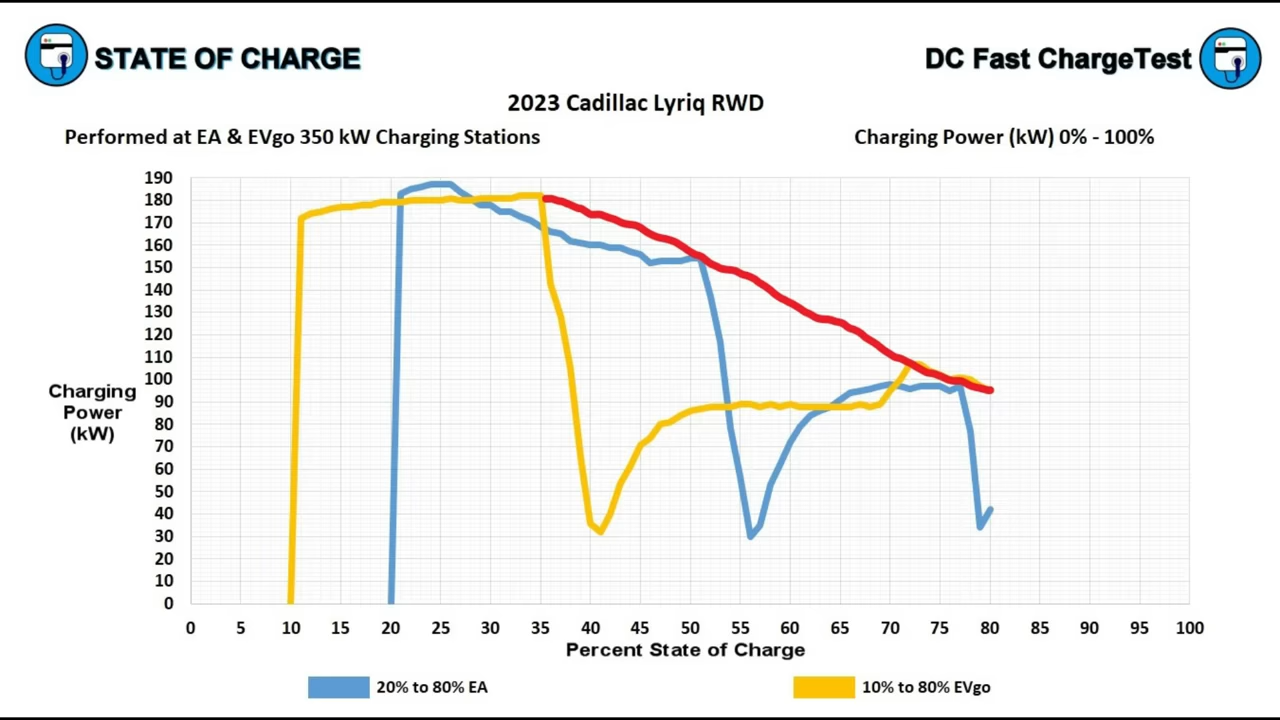 STATE OF CHARGE
DC Fast ChargeTest
2023 Cadillac Lyriq RWD
Performed at EA & EVgo 350 kW Charging Stations
Charging Power (kW) 0% - 100%
190
180
170
160
150
140
130
120
110
100
90
80
70
60
50
40
30
20
10
0
Charging
Power
(kW)
0 5 10 15 20 25 30 35 40 45 50 55 60 65 70 75 80 85 90 95 100
Percent State of Charge
20% to 80% EA
10% to 80% EVgo